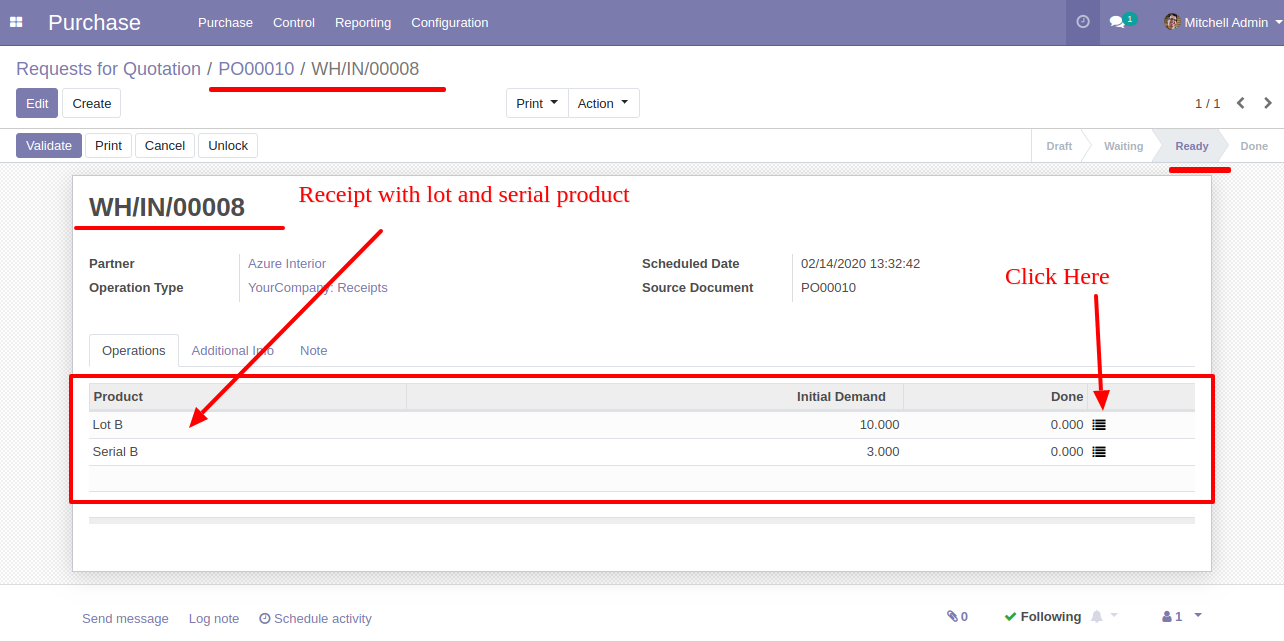 Purchase Purchase Control Reporting Configuration 1 Mitchell Admin
Requests for Quotation / PO00010 / WH/IN/00008
Edit Create Print Action 1 / 1
Validate Print Cancel Unlock Draft Waiting Ready Done
Receipt with lot and serial product
WH/IN/00008
Partner Azure Interior Scheduled Date 02/14/2020 13:32:42
Click Here
Operation Type YourCompany: Receipts Source Document PO00010
Operations Additional Info Note
Product Initial Demand Done
Lot B 10.000 0.000
Serial B 3.000 0.000
Send message Log note Schedule activity 0 Following 1